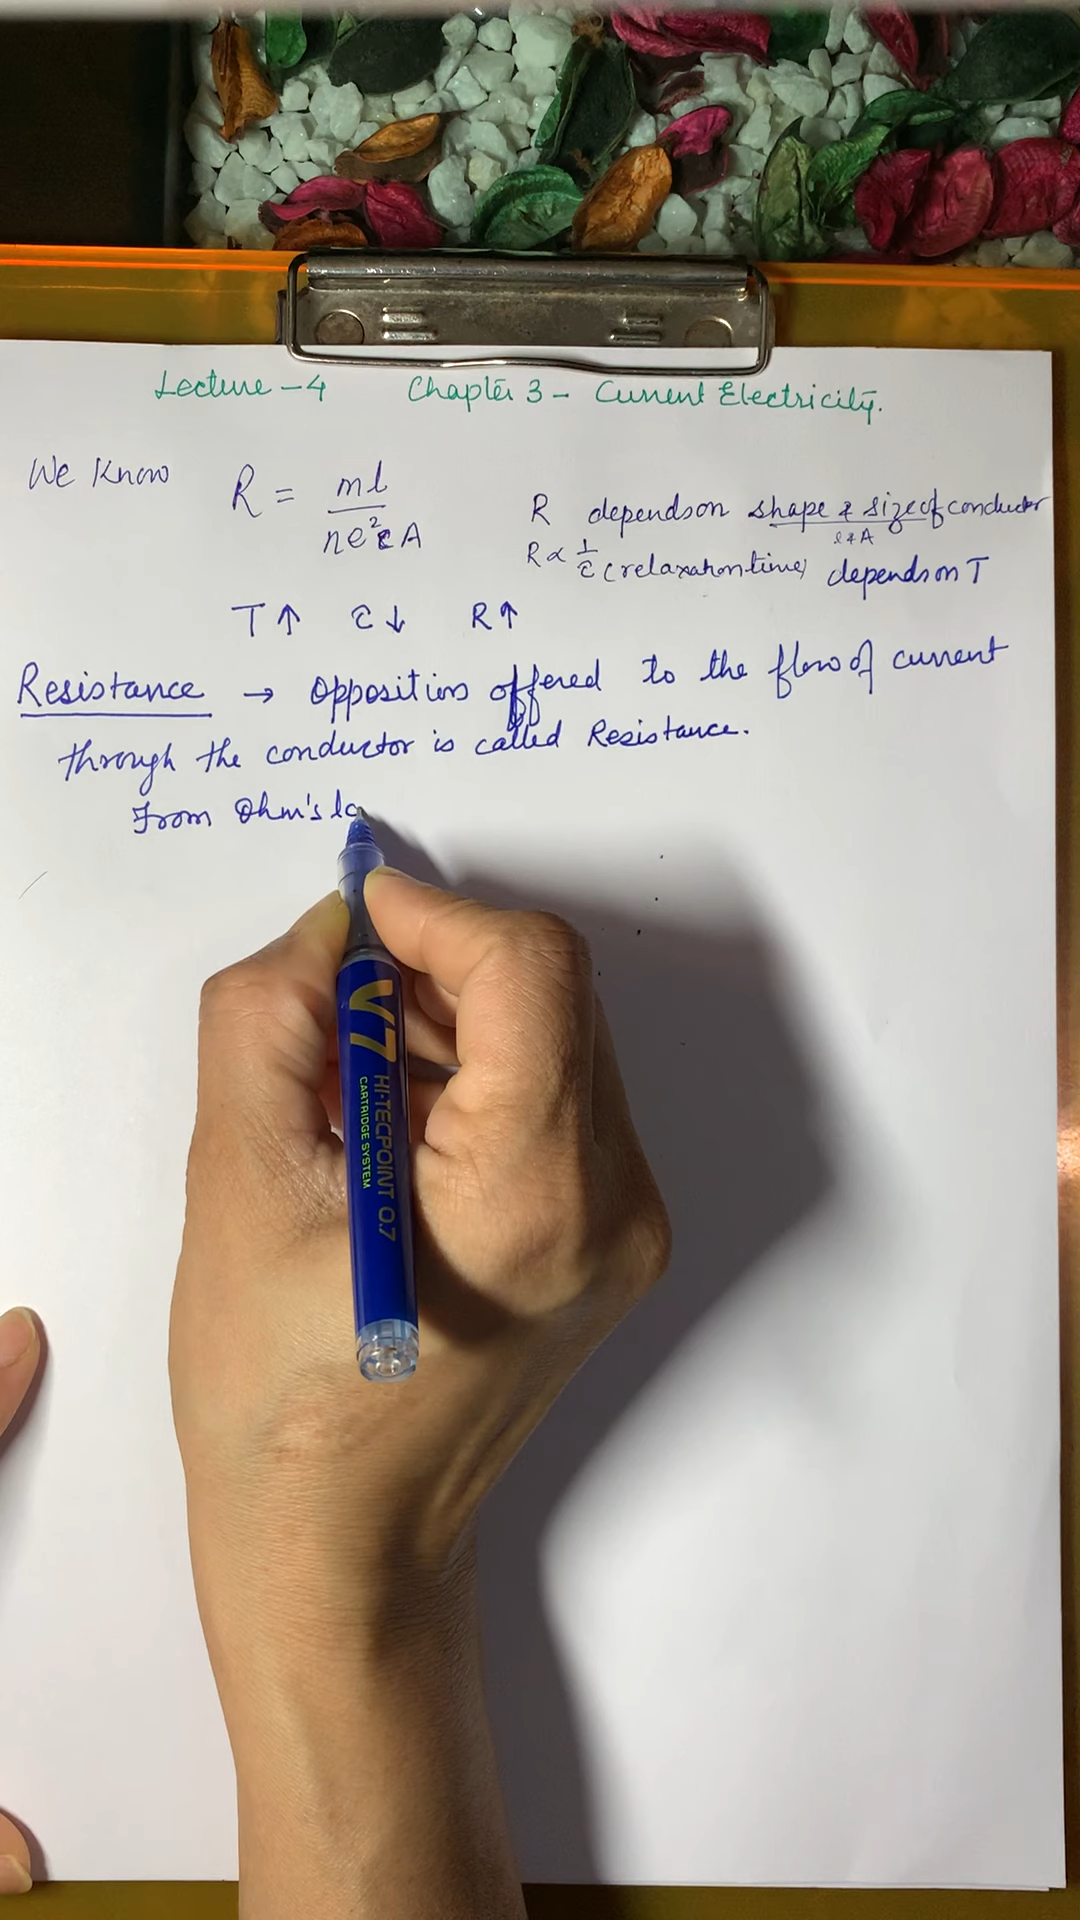 Lecture - 4 Chapter 3 - Current Electricity.
We Know R = ml / ne²τA
R depends on shape & size of conductor
l & A
R ∝ 1/τ (relaxation time) depends on T
T↑ τ↓ R↑
Resistance → Opposition offered to the flow of current
through the conductor is called Resistance.
From Ohm's la
V7
HI-TECPOINT 0.7
CARTRIDGE SYSTEM